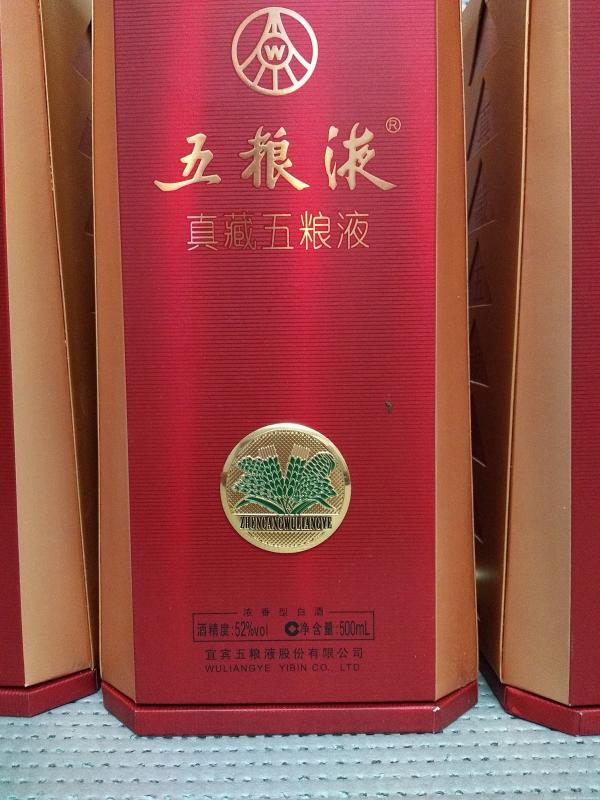 W
五粮液®
真藏五粮液
ZHENCANGWULIANGYE
浓香型白酒
酒精度:52%vol 净含量:500mL
宜宾五粮液股份有限公司
WULIANGYE YIBIN CO., LTD